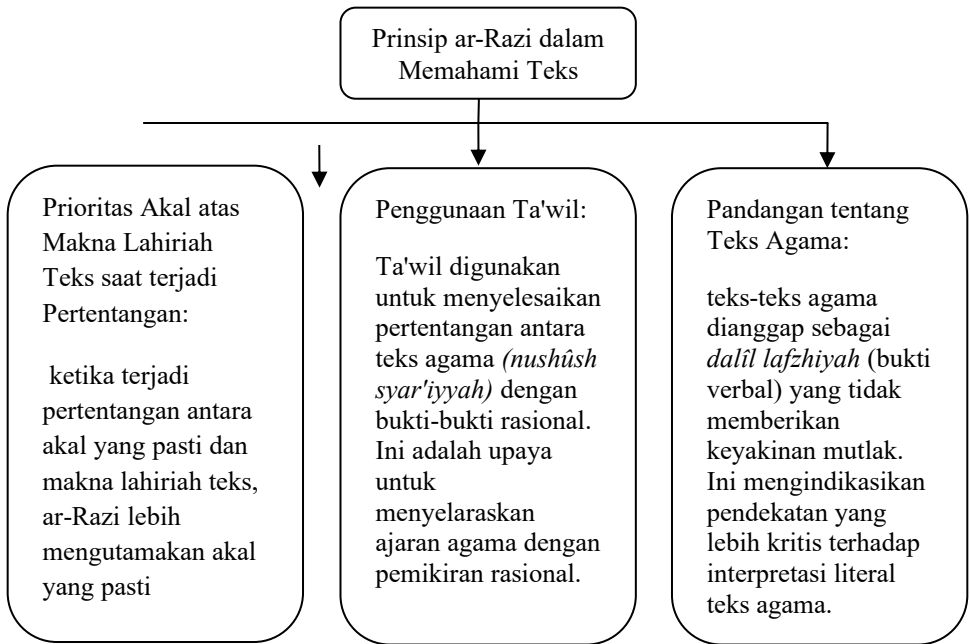 Prinsip ar-Razi dalam
Memahami Teks
Prioritas Akal atas
Makna Lahiriah
Teks saat terjadi
Pertentangan:
ketika terjadi
pertentangan antara
akal yang pasti dan
makna lahiriah teks,
ar-Razi lebih
mengutamakan akal
yang pasti
Penggunaan Ta'wil:
Ta'wil digunakan
untuk menyelesaikan
pertentangan antara
teks agama (nushûsh
syar'iyyah) dengan
bukti-bukti rasional.
Ini adalah upaya
untuk
menyelaraskan
ajaran agama dengan
pemikiran rasional.
Pandangan tentang
Teks Agama:
teks-teks agama
dianggap sebagai
dalîl lafzhiyah (bukti
verbal) yang tidak
memberikan
keyakinan mutlak.
Ini mengindikasikan
pendekatan yang
lebih kritis terhadap
interpretasi literal
teks agama.